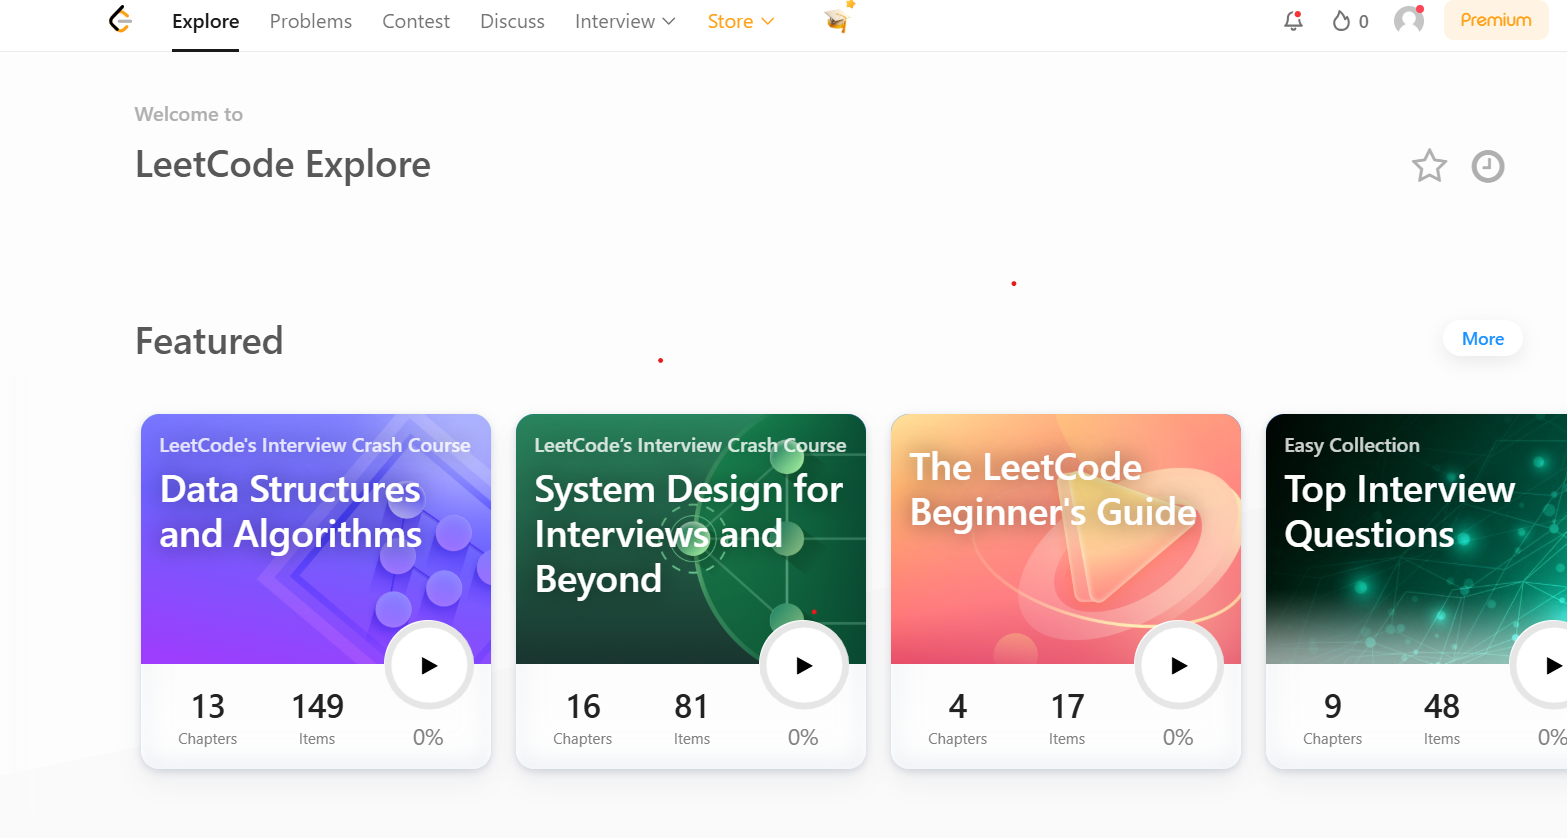 Explore Problems Contest Discuss Interview Store 0 Premium
Welcome to
LeetCode Explore
Featured
More
LeetCode's Interview Crash Course
Data Structures
and Algorithms
13 149
Chapters Items 0%
LeetCode’s Interview Crash Course
System Design for
Interviews and
Beyond
16 81
Chapters Items 0%
The LeetCode
Beginner's Guide
4 17
Chapters Items 0%
Easy Collection
Top Interview
Questions
9 48
Chapters Items 0%